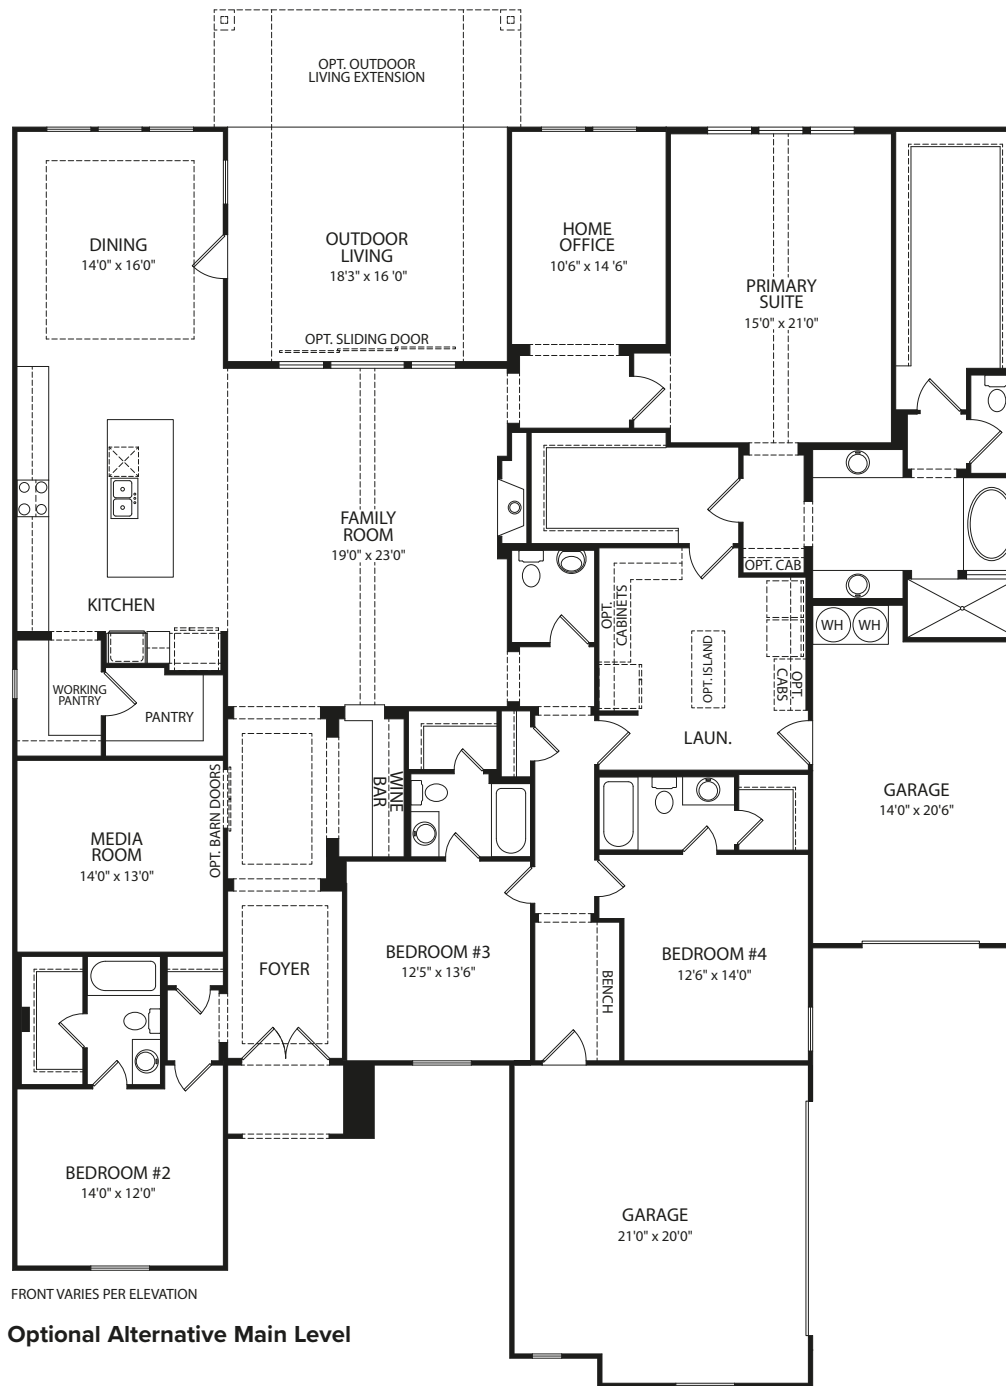 OPT. OUTDOOR
LIVING EXTENSION
DINING
14'0" x 16'0"
OUTDOOR
LIVING
18'3" x 16 '0"
OPT. SLIDING DOOR
HOME
OFFICE
10'6" x 14 '6"
PRIMARY
SUITE
15'0" x 21'0"
FAMILY
ROOM
19'0" x 23'0"
KITCHEN
OPT. CAB
OPT.
CABINETS
OPT. ISLAND
OPT.
CABS
WH
WH
WORKING
PANTRY
PANTRY
LAUN.
WINE
BAR
OPT. BARN DOORS
MEDIA
ROOM
14'0" x 13'0"
GARAGE
14'0" x 20'6"
FOYER
BEDROOM #3
12'5" x 13'6"
BENCH
BEDROOM #4
12'6" x 14'0"
BEDROOM #2
14'0" x 12'0"
GARAGE
21'0" x 20'0"
FRONT VARIES PER ELEVATION
Optional Alternative Main Level